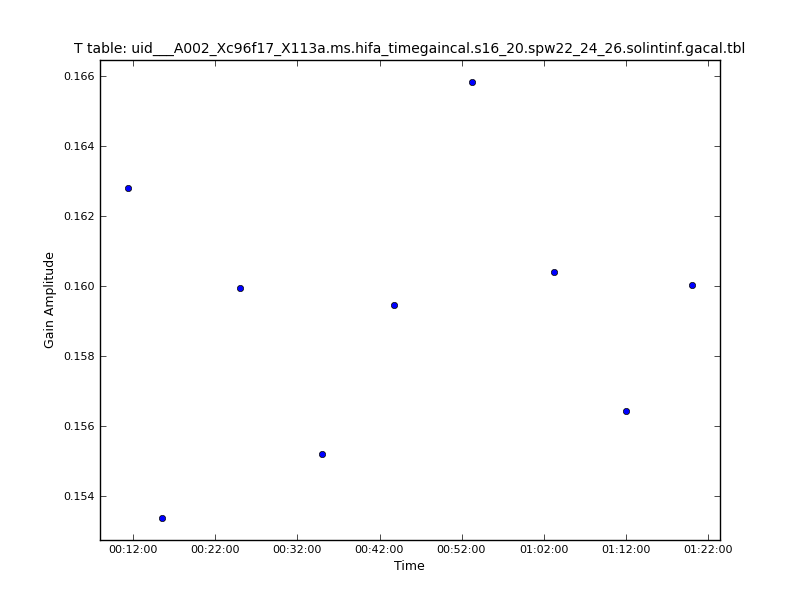 T table: uid___A002_Xc96f17_X113a.ms.hifa_timegaincal.s16_20.spw22_24_26.solintinf.gacal.tbl
0.166
0.164
0.162
0.160
0.158
0.156
0.154
Gain Amplitude
00:12:00 00:22:00 00:32:00 00:42:00 00:52:00 01:02:00 01:12:00 01:22:00
Time